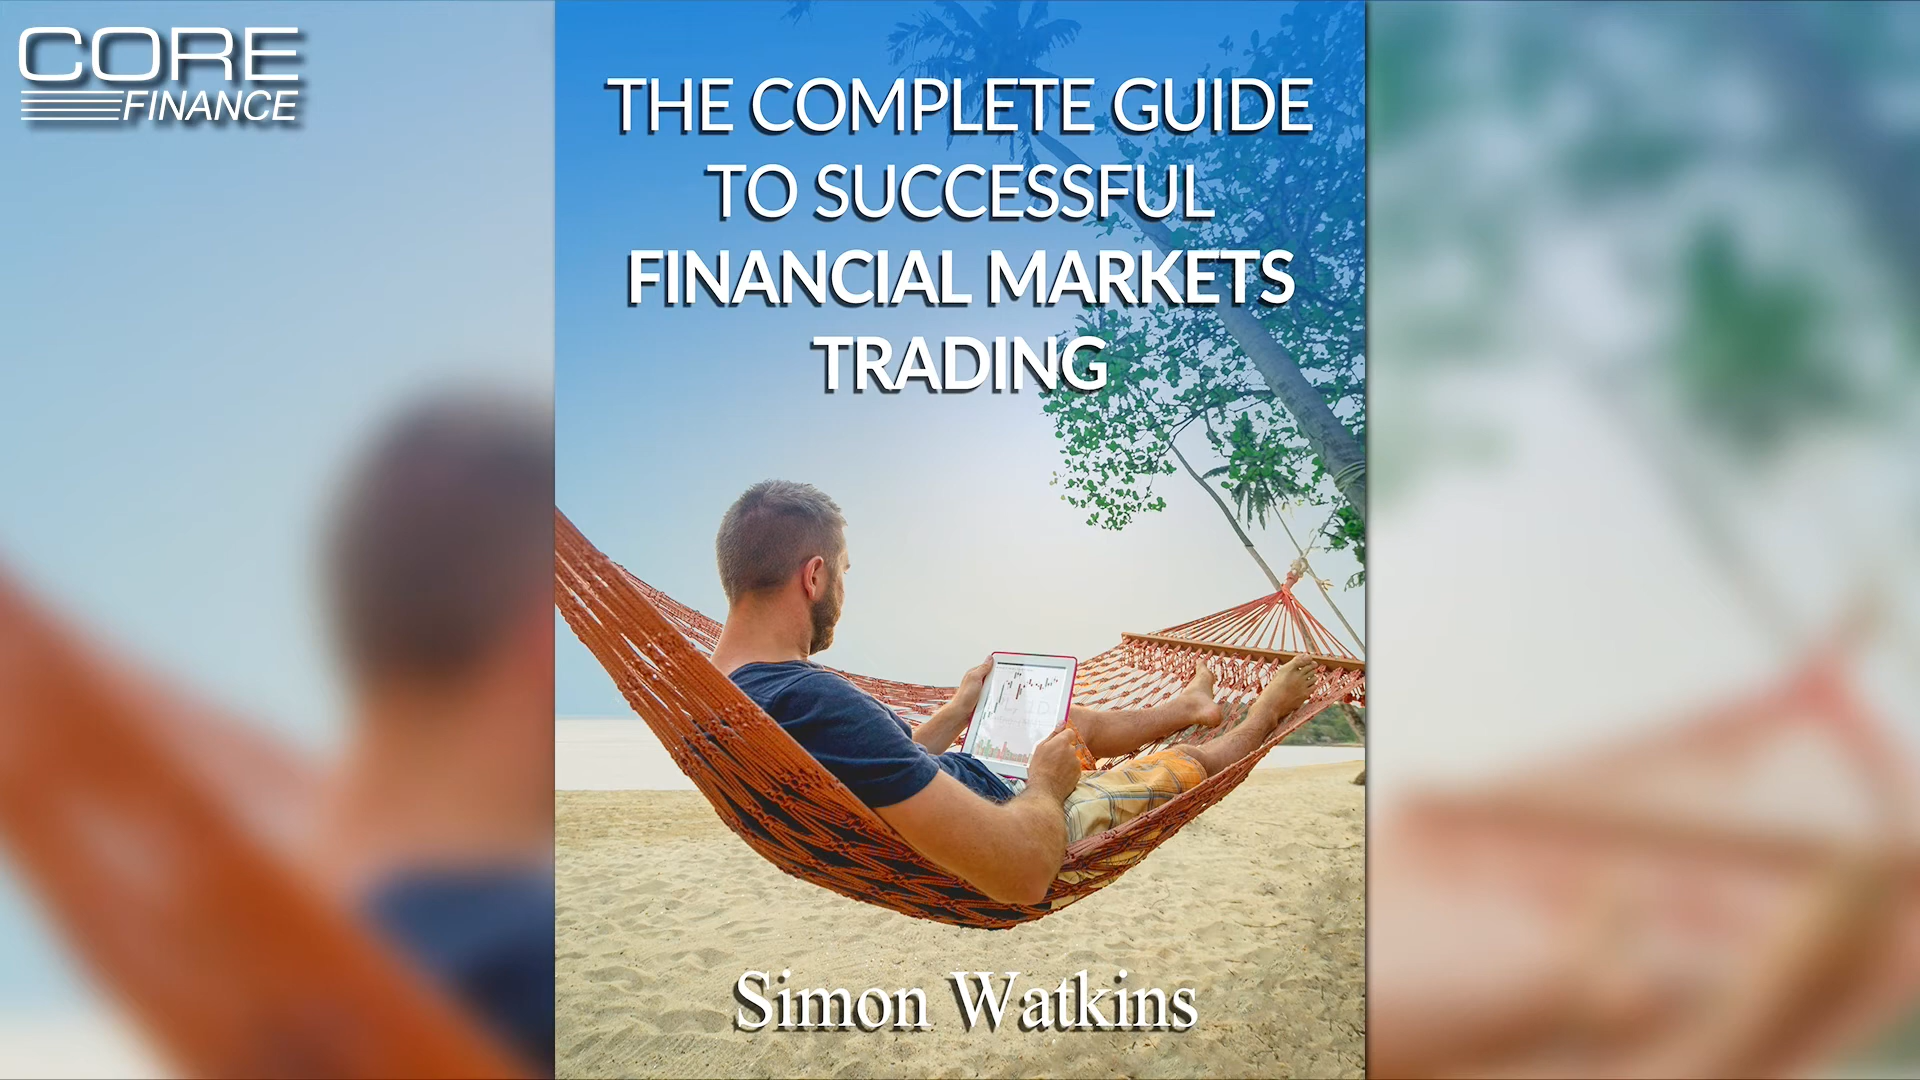 CORE
FINANCE
THE COMPLETE GUIDE
TO SUCCESSFUL
FINANCIAL MARKETS
TRADING
Simon Watkins